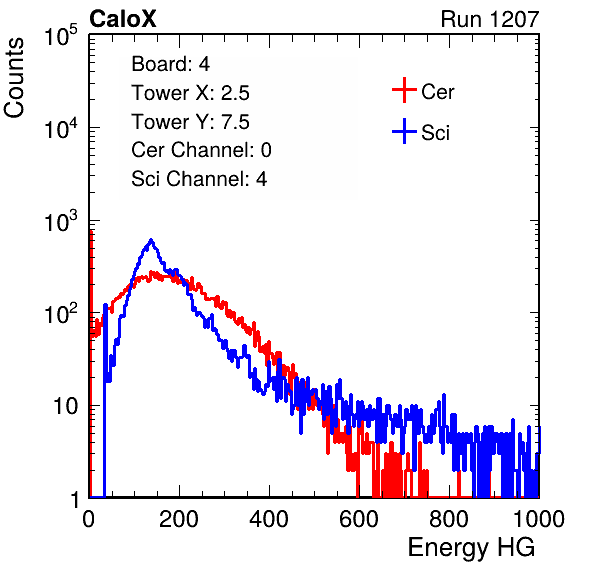 CaloX Run 1207
Counts
Board: 4
Tower X: 2.5
Tower Y: 7.5
Cer Channel: 0
Sci Channel: 4
Cer
Sci
10^5
10^4
10^3
10^2
10
1
0 200 400 600 800 1000
Energy HG